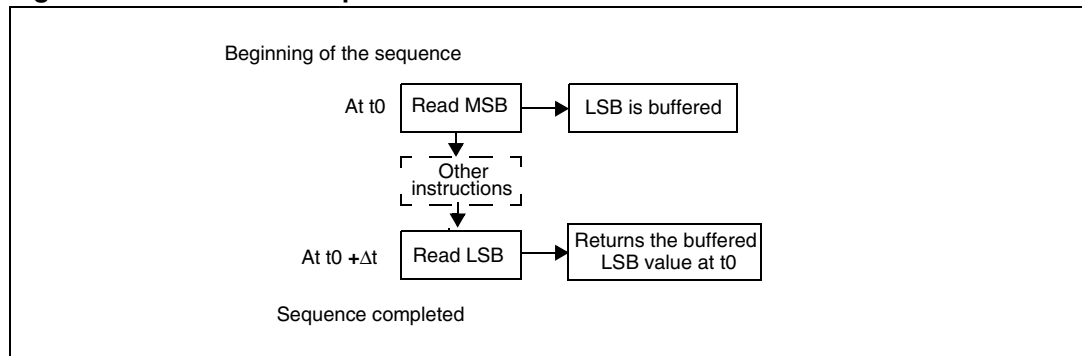 Beginning of the sequence
At t0
Read MSB
LSB is buffered
Other
instructions
At t0 +Δt
Read LSB
Returns the buffered
LSB value at t0
Sequence completed